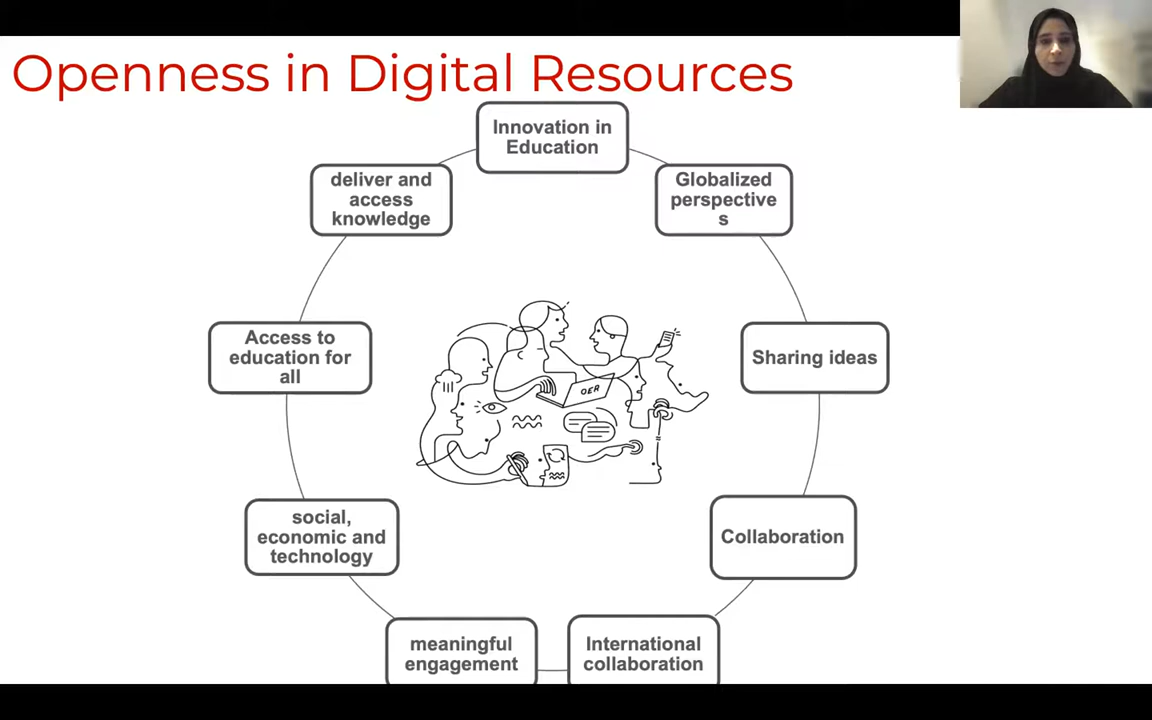 Openness in Digital Resources
Innovation in
Education
Globalized
perspective
s
Sharing ideas
Collaboration
International
collaboration
meaningful
engagement
social,
economic and
technology
Access to
education for
all
deliver and
access
knowledge
OER